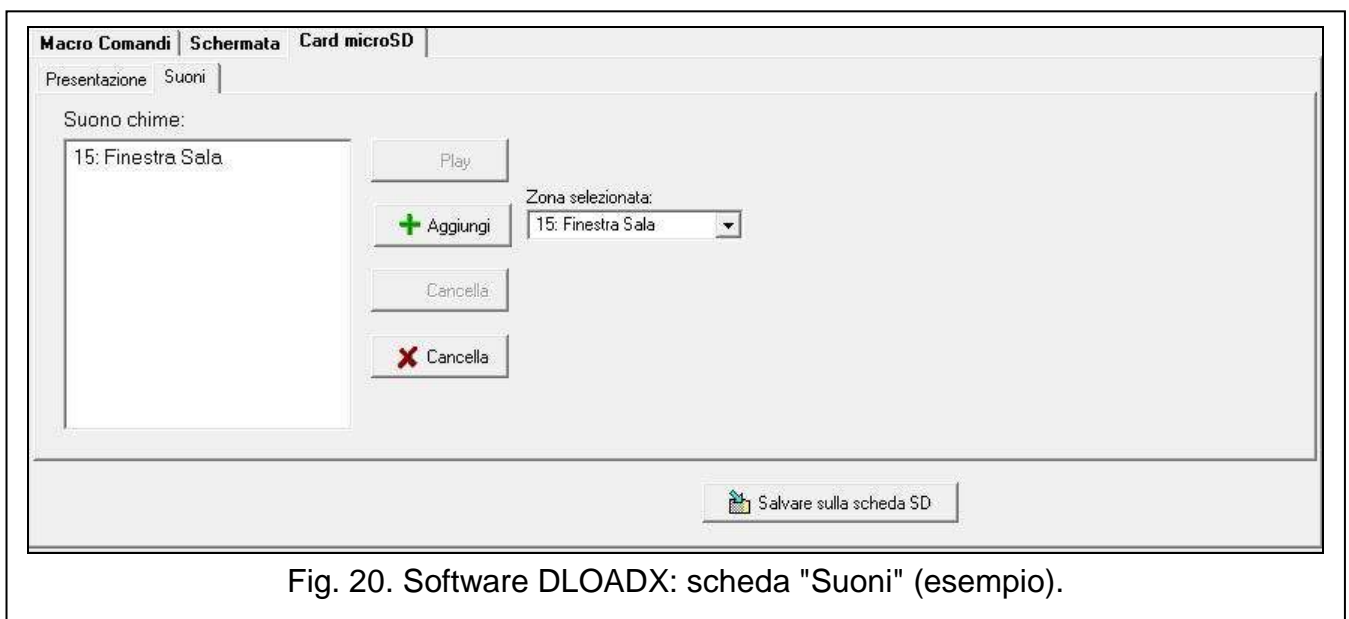 Macro Comandi Schermata Card microSD
Presentazione Suoni
Suono chime:
15: Finestra Sala
Play
Zona selezionata:
Aggiungi 15: Finestra Sala
Cancella
Cancella
Salvare sulla scheda SD
Fig. 20. Software DLOADX: scheda "Suoni" (esempio).